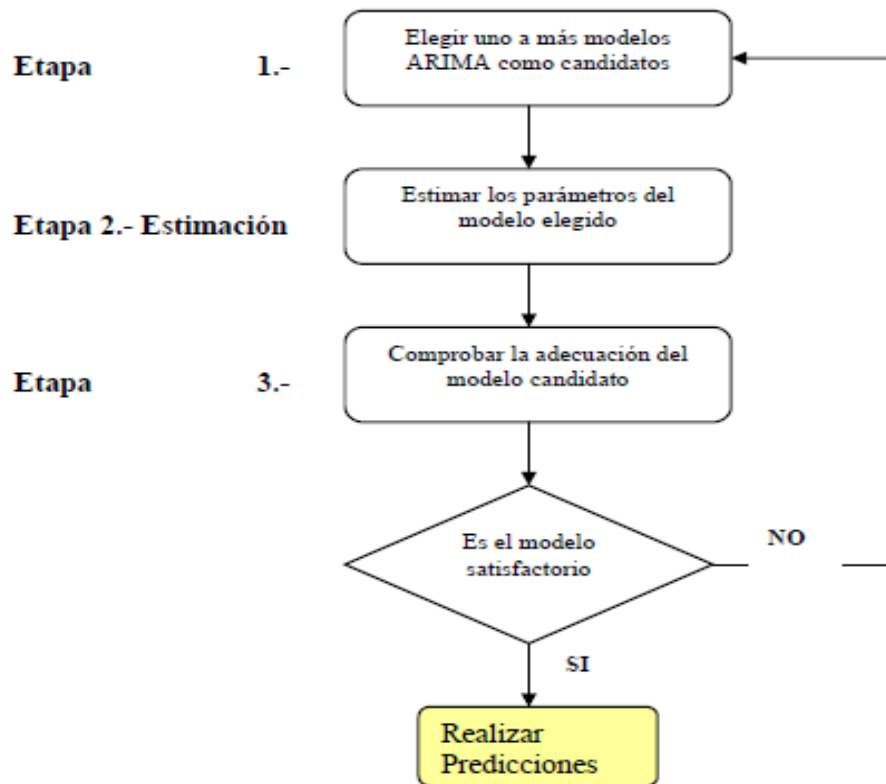 Elegir uno a más modelos
ARIMA como candidatos
Etapa 1.-
Estimar los parámetros del
modelo elegido
Etapa 2.- Estimación
Comprobar la adecuación del
modelo candidato
Etapa 3.-
Es el modelo
satisfactorio
NO
SI
Realizar
Predicciones